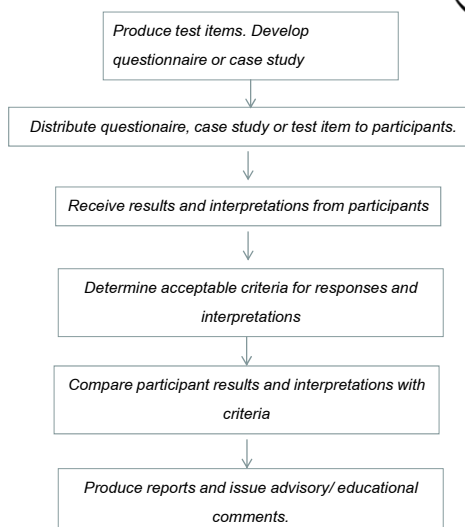 Produce test items. Develop
questionnaire or case study
Distribute questionaire, case study or test item to participants.
Receive results and interpretations from participants
Determine acceptable criteria for responses and
interpretations
Compare participant results and interpretations with
criteria
Produce reports and issue advisory/ educational
comments.